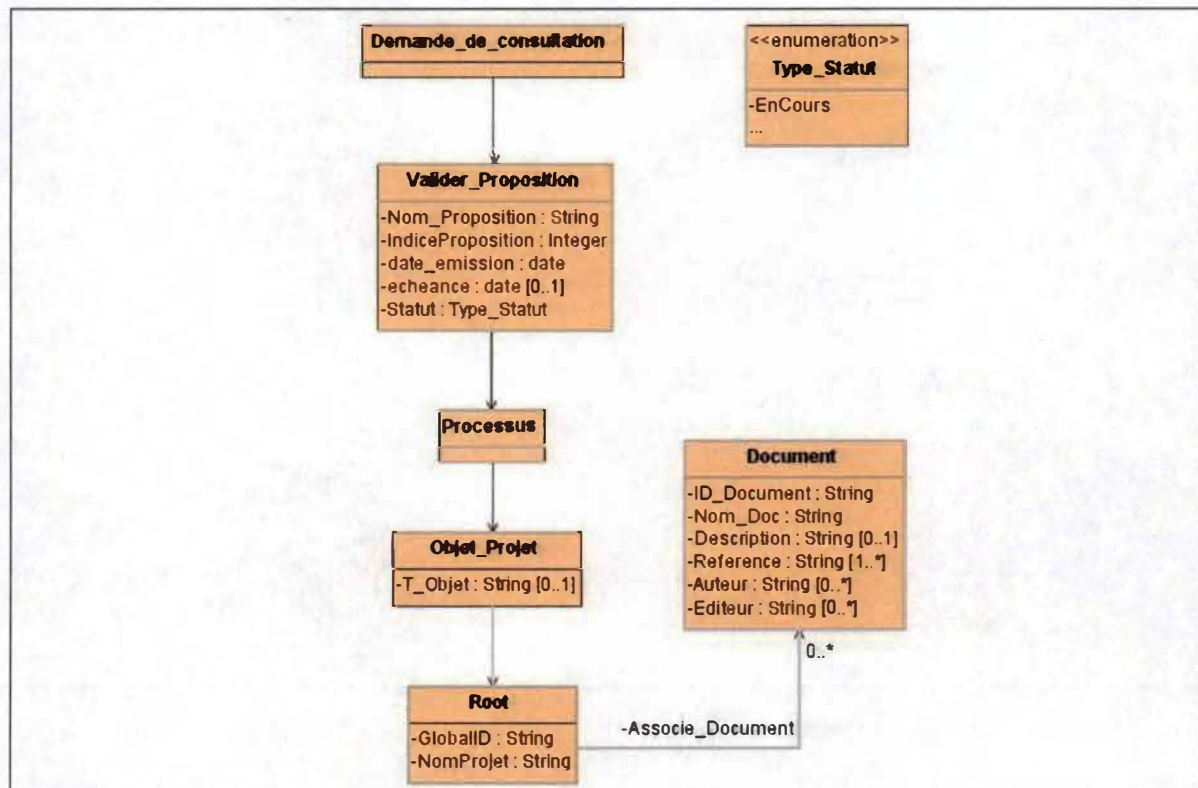 Demande_de_consultation
<<enumeration>>
Type_Statut
-EnCours
...
Valider_Proposition
-Nom_Proposition : String
-IndiceProposition : Integer
-date_emission : date
-echeance : date [0..1]
-Statut : Type_Statut
Processus
Objet_Projet
-T_Objet : String [0..1]
Document
-ID_Document : String
-Nom_Doc : String
-Description : String [0..1]
-Reference : String [1..*]
-Auteur : String [0..*]
-Editeur : String [0..*]
0..*
Root
-GlobalID : String
-NomProjet : String
-Associe_Document